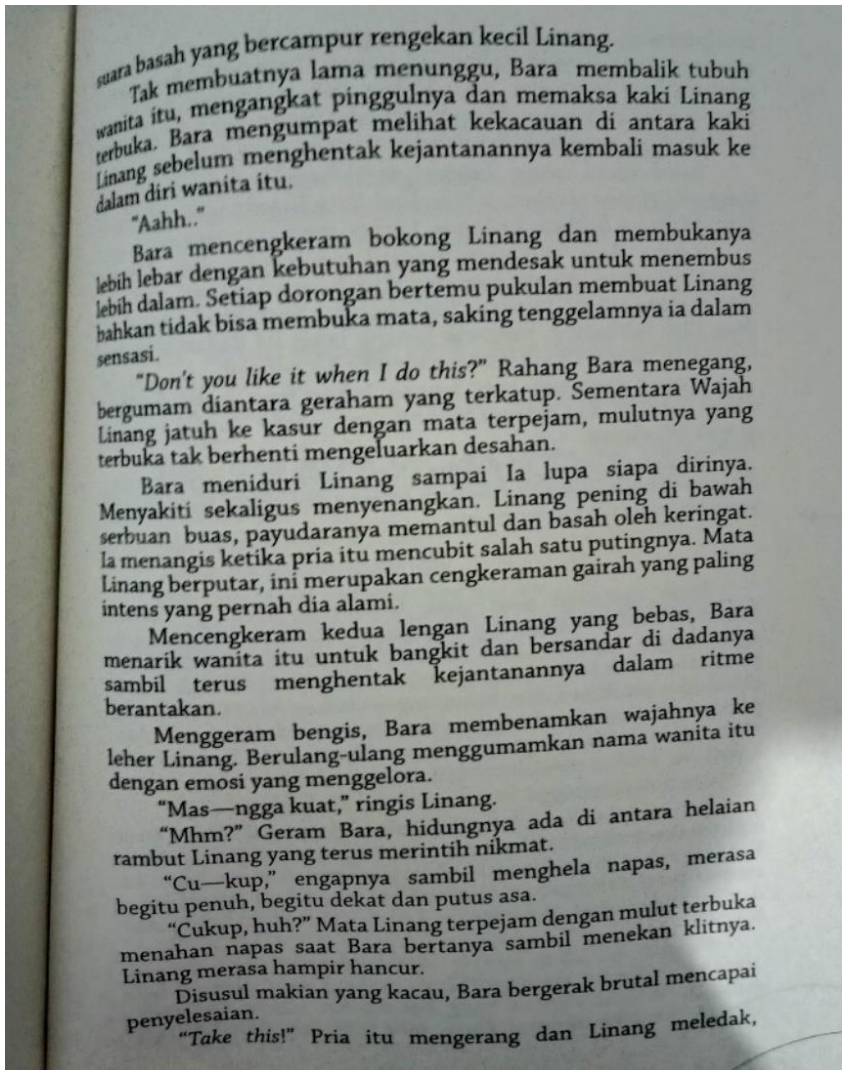 suara basah yang bercampur rengekan kecil Linang.
Tak membuatnya lama menunggu, Bara membalik tubuh
wanita itu, mengangkat pinggulnya dan memaksa kaki Linang
terbuka. Bara mengumpat melihat kekacauan di antara kaki
Linang sebelum menghentak kejantanannya kembali masuk ke
dalam diri wanita itu.
"Aahh.."
Bara mencengkeram bokong Linang dan membukanya
lebih lebar dengan kebutuhan yang mendesak untuk menembus
lebih dalam. Setiap dorongan bertemu pukulan membuat Linang
bahkan tidak bisa membuka mata, saking tenggelamnya ia dalam
sensasi.
"Don't you like it when I do this?" Rahang Bara menegang,
bergumam diantara geraham yang terkatup. Sementara Wajah
Linang jatuh ke kasur dengan mata terpejam, mulutnya yang
terbuka tak berhenti mengeluarkan desahan.
Bara meniduri Linang sampai Ia lupa siapa dirinya.
Menyakiti sekaligus menyenangkan. Linang pening di bawah
serbuan buas, payudaranya memantul dan basah oleh keringat.
Ia menangis ketika pria itu mencubit salah satu putingnya. Mata
Linang berputar, ini merupakan cengkeraman gairah yang paling
intens yang pernah dia alami.
Mencengkeram kedua lengan Linang yang bebas, Bara
menarik wanita itu untuk bangkit dan bersandar di dadanya
sambil terus menghentak kejantanannya dalam ritme
berantakan.
Menggeram bengis, Bara membenamkan wajahnya ke
leher Linang. Berulang-ulang menggumamkan nama wanita itu
dengan emosi yang menggelora.
"Mas—ngga kuat," ringis Linang.
"Mhm?" Geram Bara, hidungnya ada di antara helaian
rambut Linang yang terus merintih nikmat.
"Cu—kup," engapnya sambil menghela napas, merasa
begitu penuh, begitu dekat dan putus asa.
"Cukup, huh?" Mata Linang terpejam dengan mulut terbuka
menahan napas saat Bara bertanya sambil menekan klitnya.
Linang merasa hampir hancur.
Disusul makian yang kacau, Bara bergerak brutal mencapai
penyelesaian.
"Take this!" Pria itu mengerang dan Linang meledak,